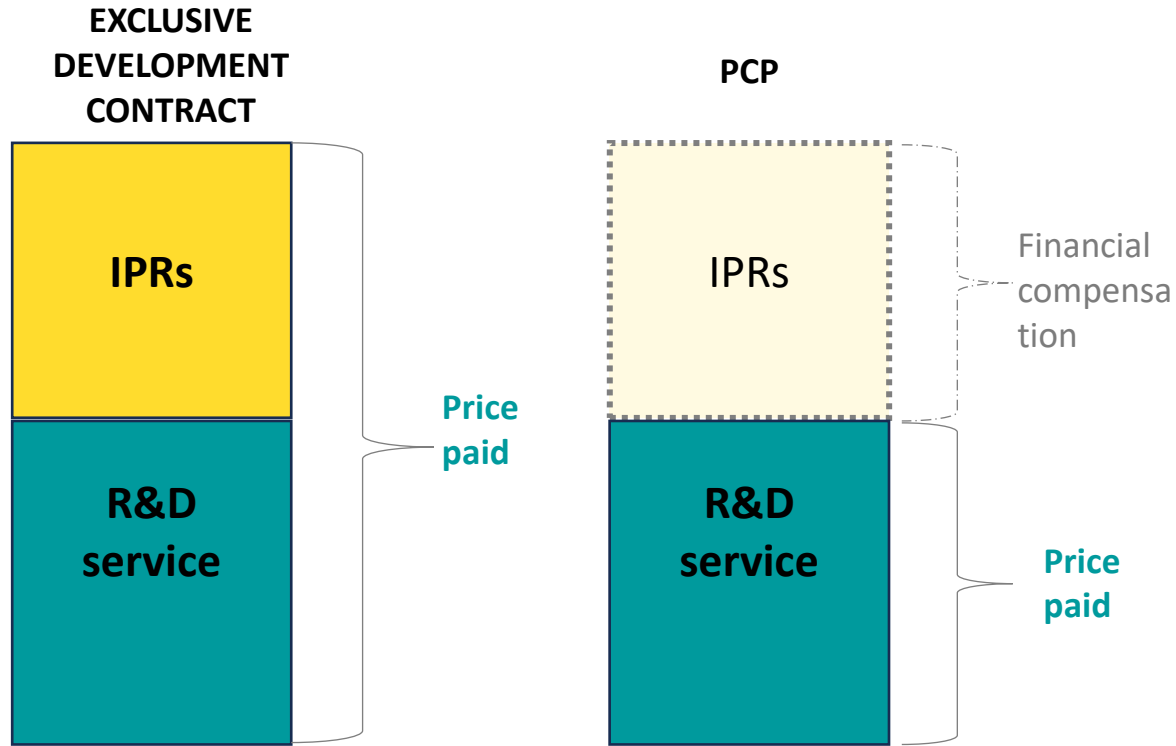 EXCLUSIVE
DEVELOPMENT
CONTRACT
PCP
IPRs
IPRs
Financial
compensa
tion
Price
paid
R&D
service
R&D
service
Price
paid